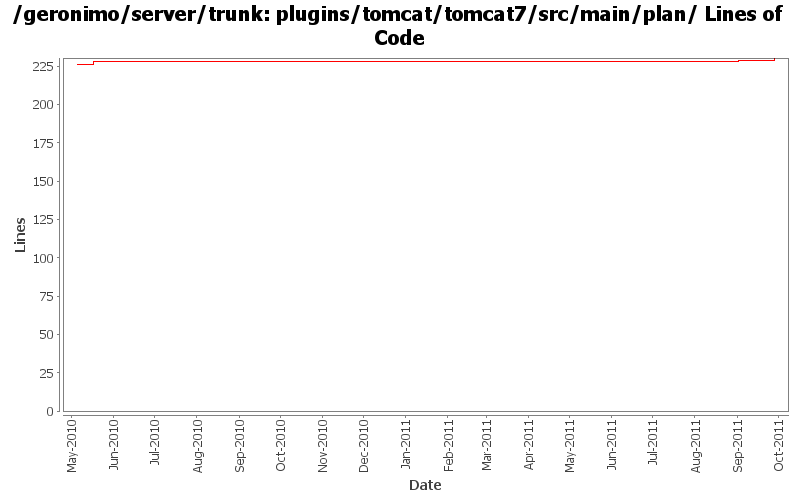 /geronimo/server/trunk: plugins/tomcat/tomcat7/src/main/plan/ Lines of
Code
225
200
175
150
125
100
75
50
25
0
Lines
May-2010
Jun-2010
Jul-2010
Aug-2010
Sep-2010
Oct-2010
Nov-2010
Dec-2010
Jan-2011
Feb-2011
Mar-2011
Apr-2011
May-2011
Jun-2011
Jul-2011
Aug-2011
Sep-2011
Oct-2011
Date